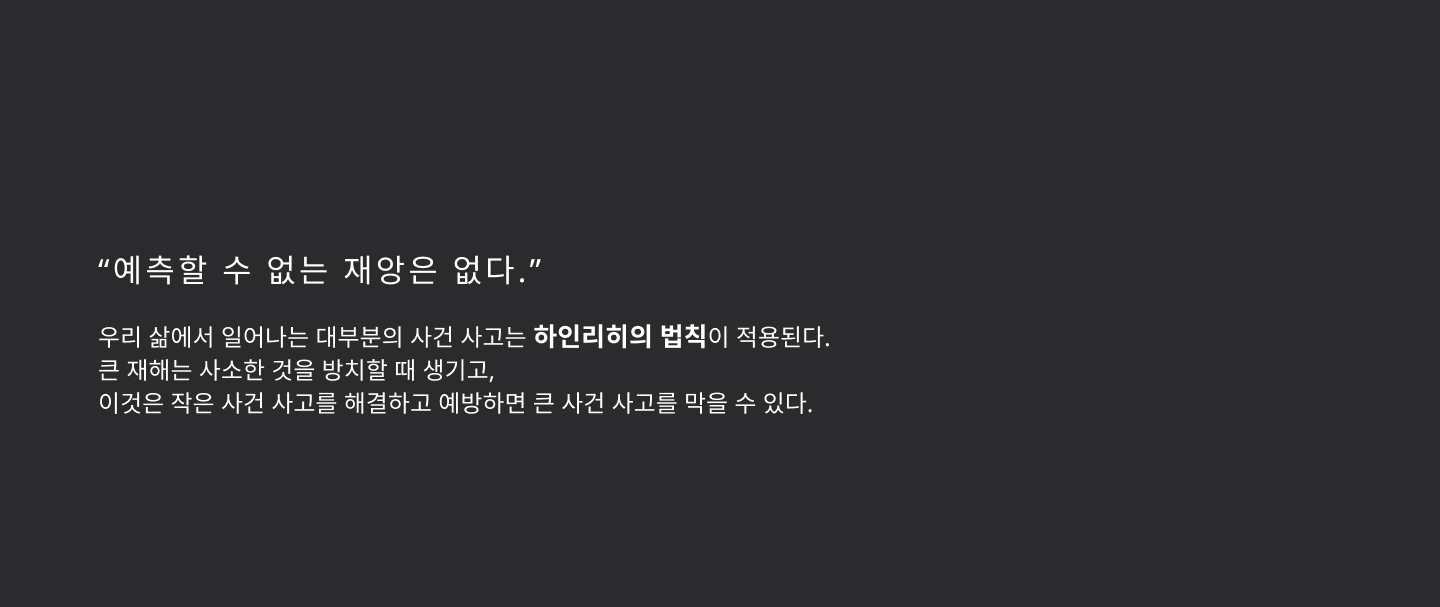 “예측할 수 없는 재앙은 없다.”
우리 삶에서 일어나는 대부분의 사건 사고는 하인리히의 법칙이 적용된다.
큰 재해는 사소한 것을 방치할 때 생기고,
이것은 작은 사건 사고를 해결하고 예방하면 큰 사건 사고를 막을 수 있다.